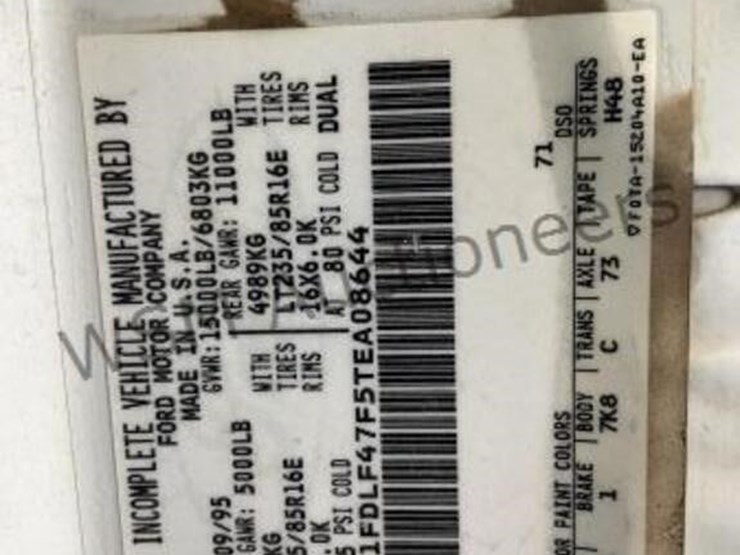 INCOMPLETE VEHICLE MANUFACTURED BY
FORD MOTOR COMPANY
MADE IN U.S.A.
09/95 GVWR: 15000LB/6803KG
GAWR: 5000LB REAR GAWR: 11000LB
KG WITH 4989KG WITH
5/85R16E TIRES LT235/85R16E TIRES
.0K RIMS 16X6.0K RIMS
5 PSI COLD AT 80 PSI COLD DUAL
1FDLF47F5TEA08644
71
OR PAINT COLORS DSO
BRAKE BODY TRANS AXLE TAPE SPRINGS
1 7K8 C 73 H48
▽F0TA-15204A10-EA